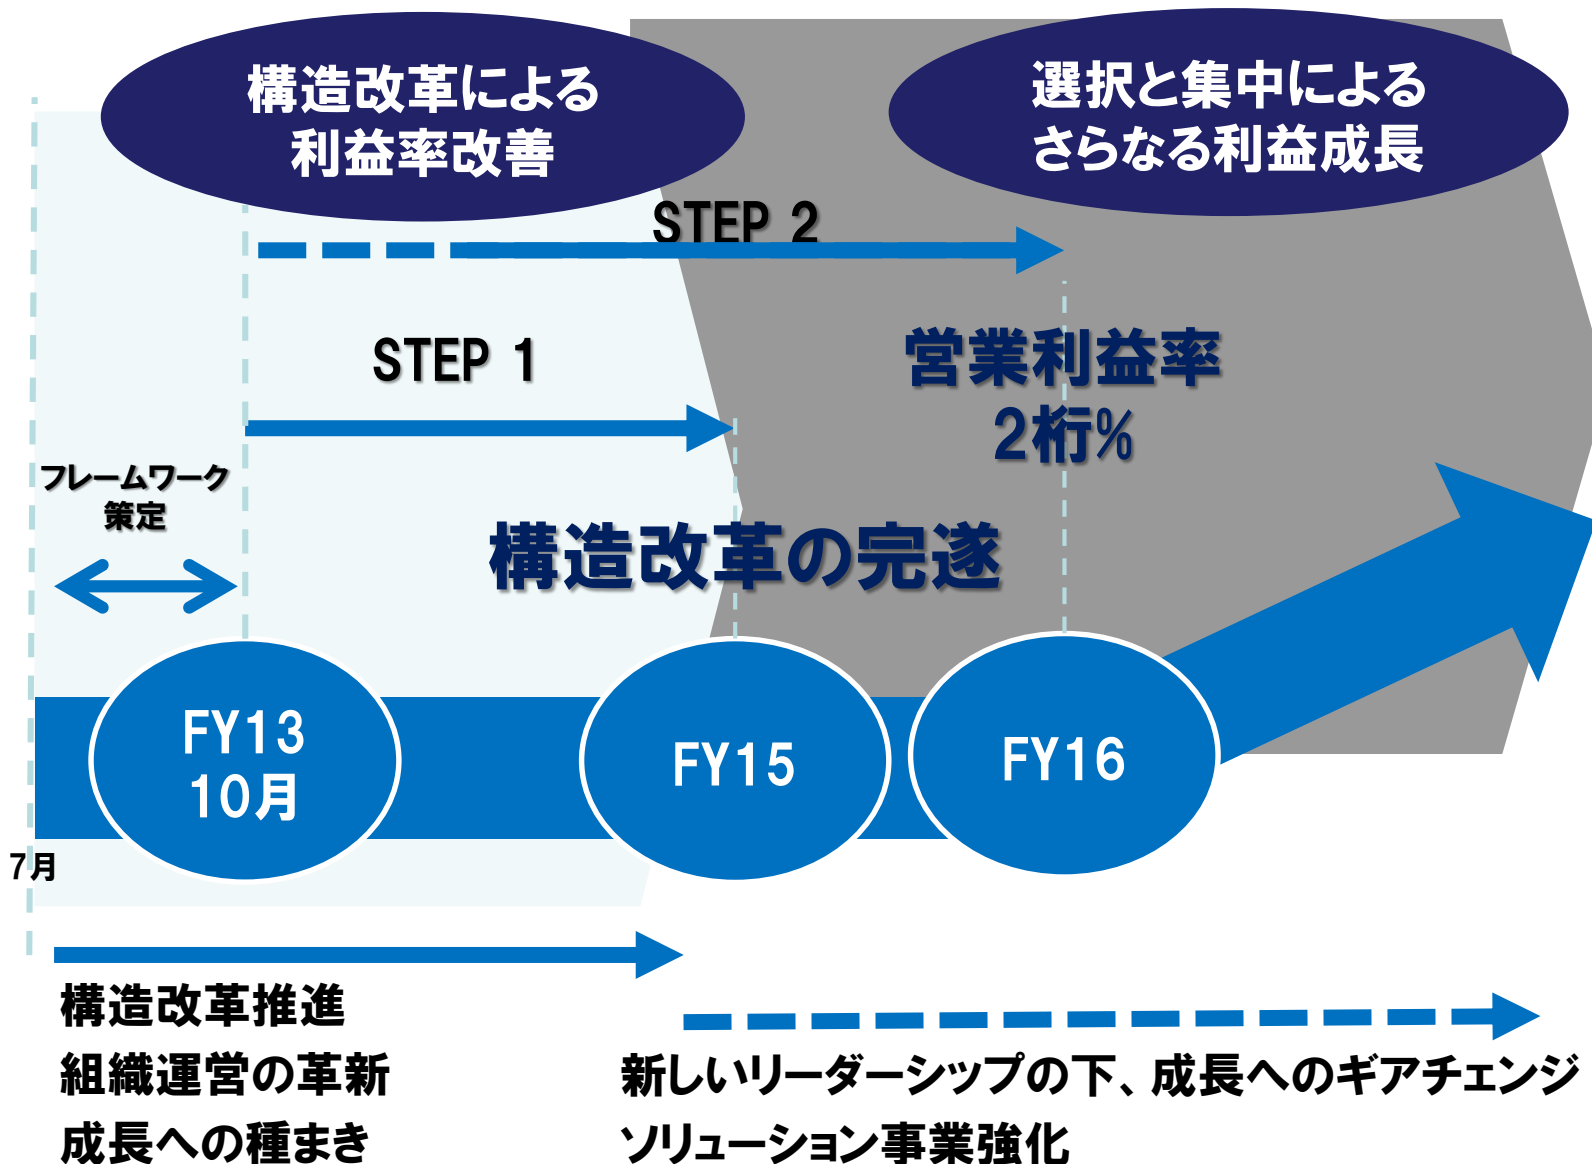 構造改革による
利益率改善
選択と集中による
さらなる利益成長
STEP 2
STEP 1
営業利益率
2桁%
フレームワーク
策定
構造改革の完遂
FY13
10月
FY15
FY16
7月
構造改革推進
組織運営の革新
成長への種まき
新しいリーダーシップの下、成長へのギアチェンジ
ソリューション事業強化